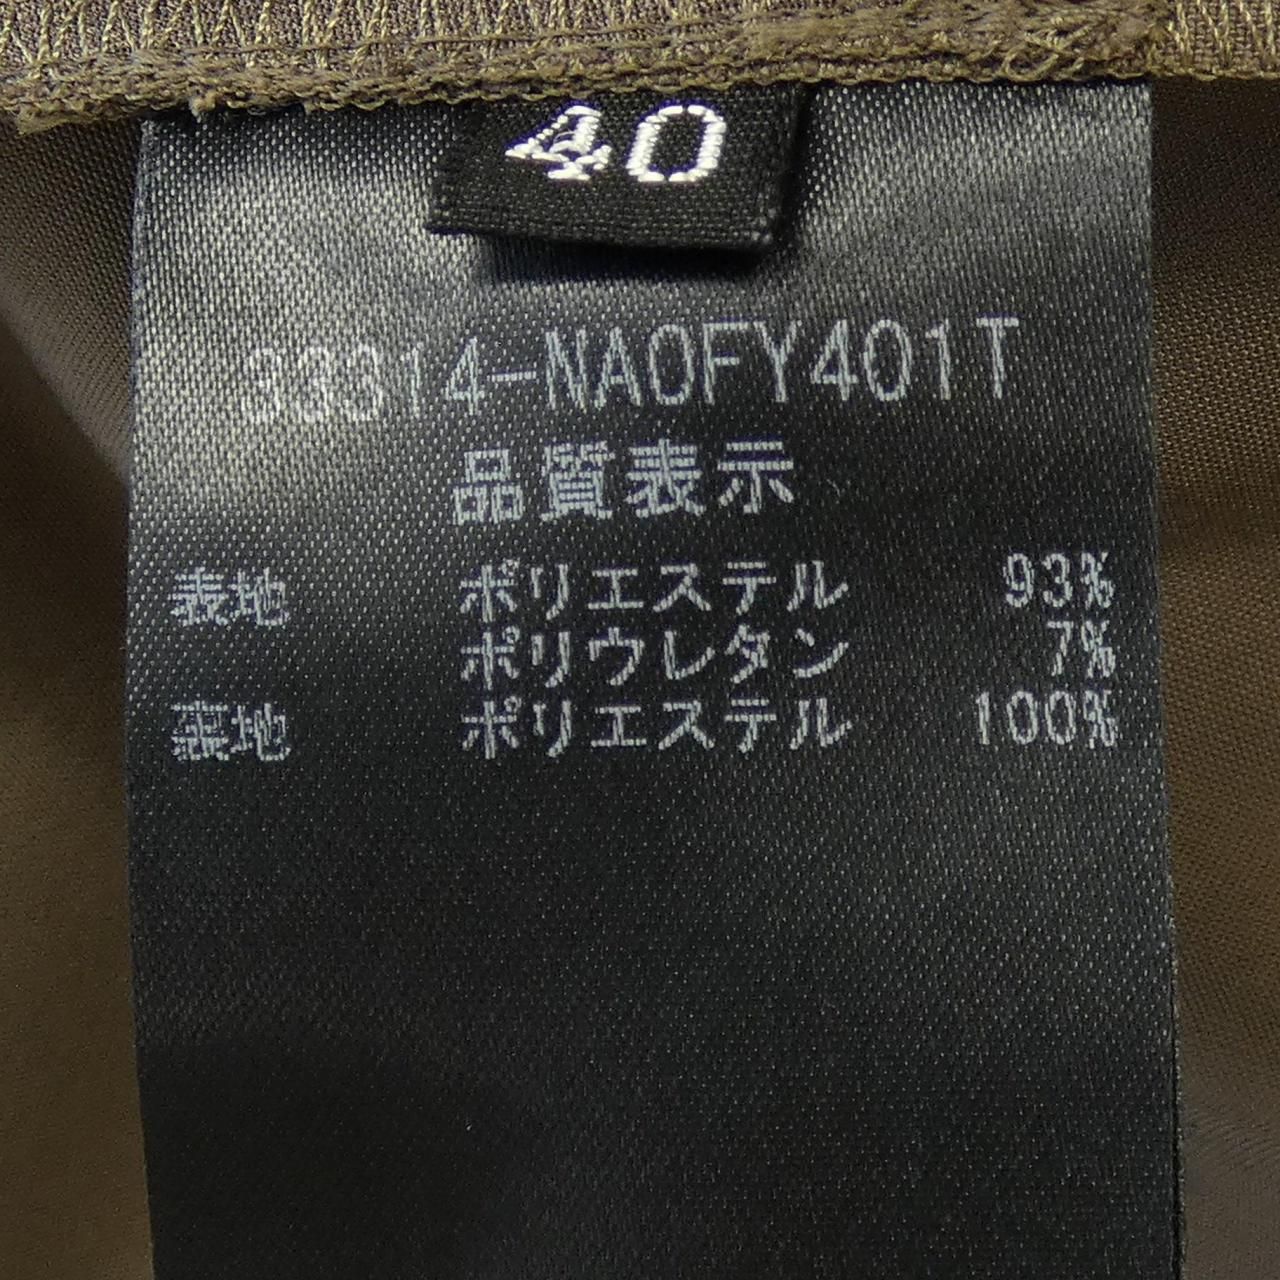 40
33314-NA0FY401T
品質表示
表地 ポリエステル 93%
ポリウレタン 7%
裏地 ポリエステル 100%